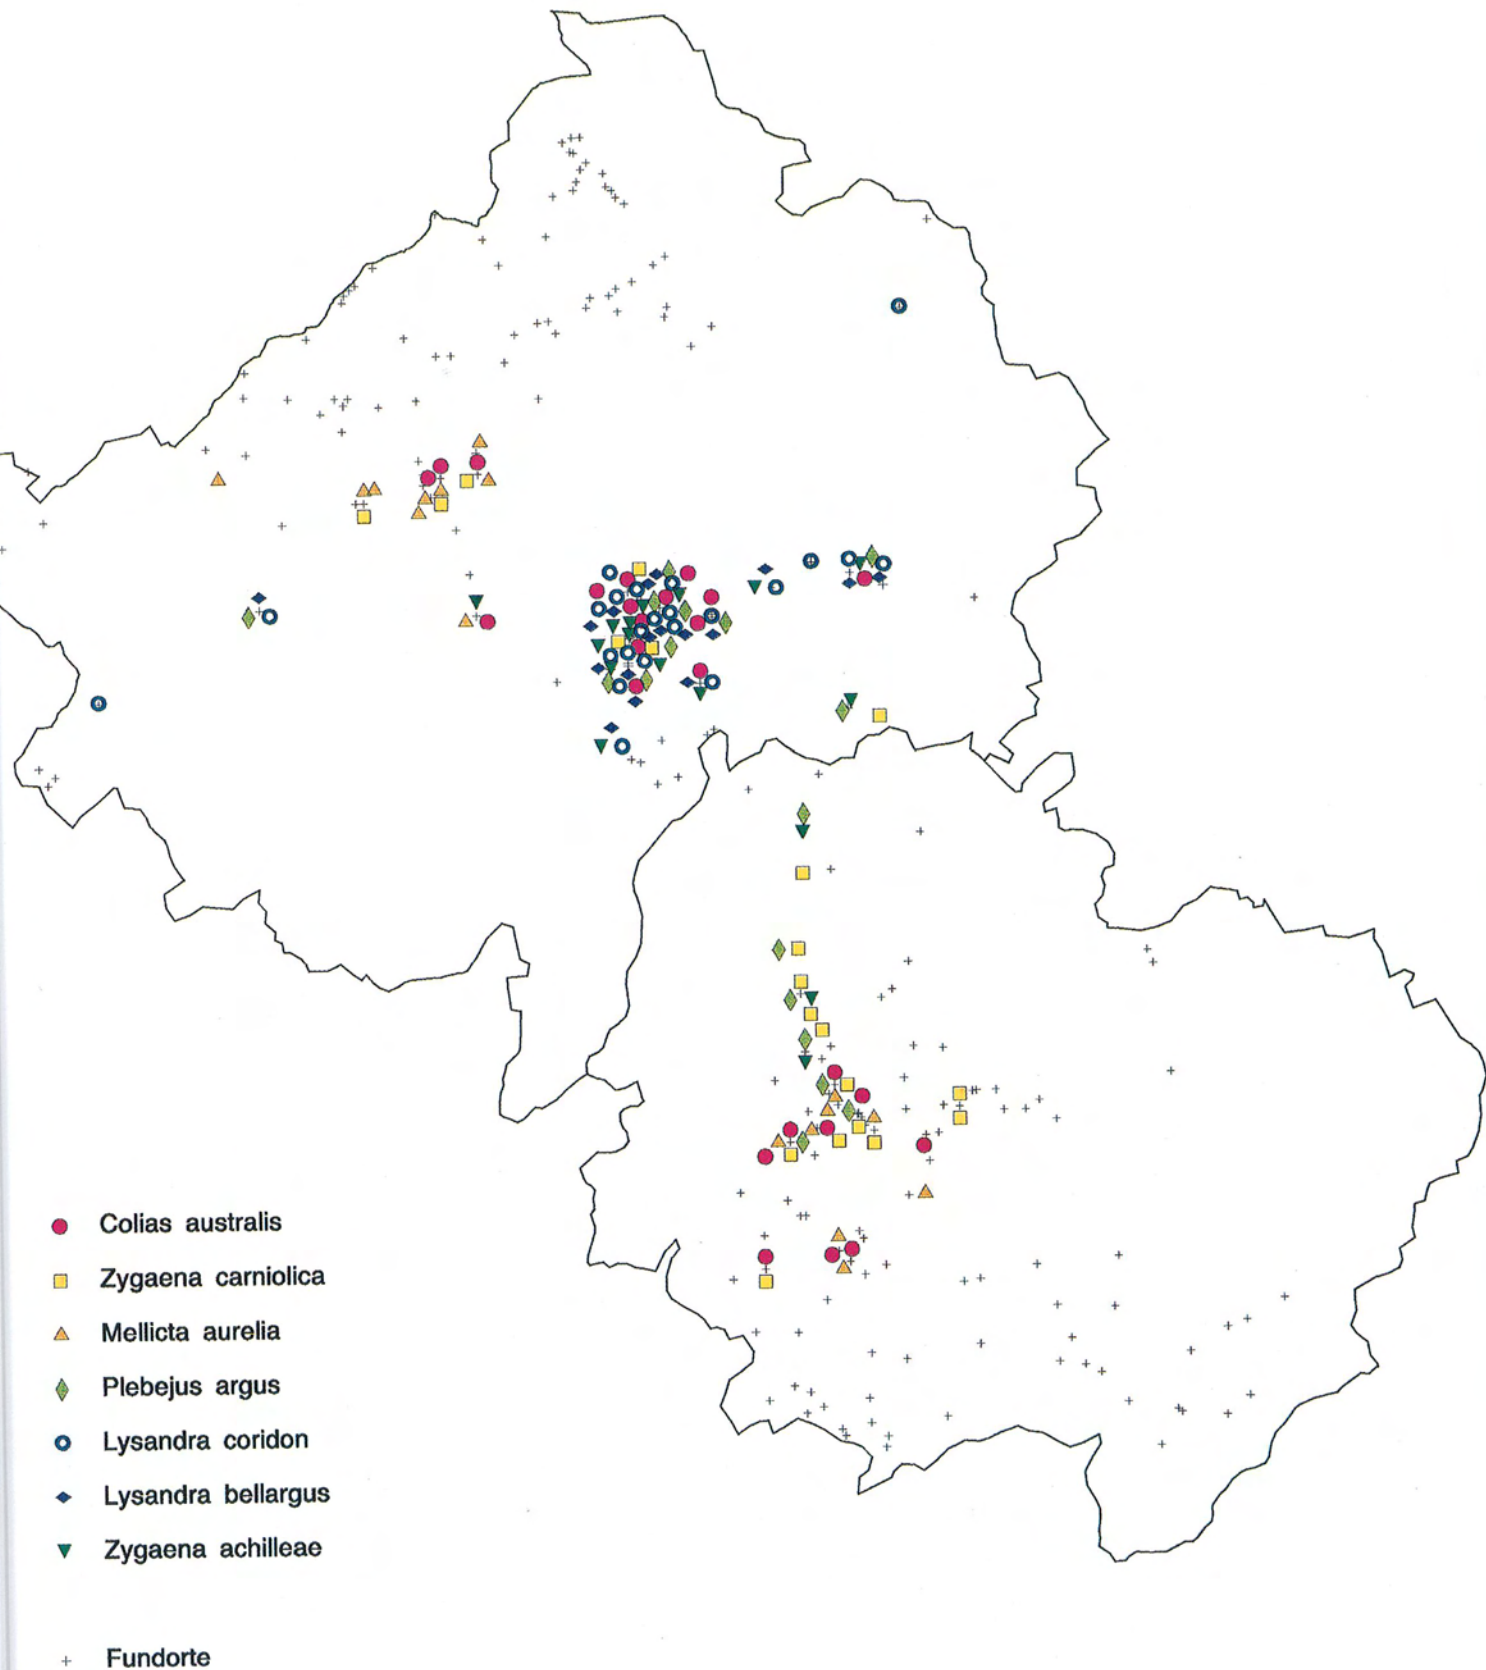 Colias australis
Zygaena carniolica
Mellicta aurelia
Plebejus argus
Lysandra coridon
Lysandra bellargus
Zygaena achilleae
Fundorte